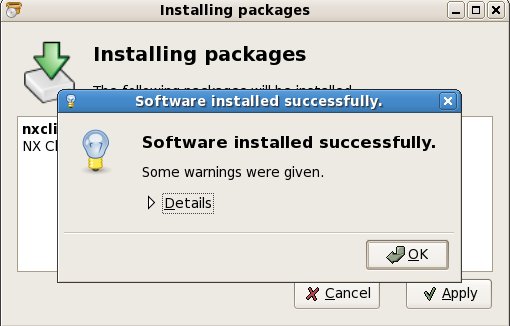 Installing packages
Installing packages
The following packages will be installed
Software installed successfully.
nxcli
NX Cl
Software installed successfully.
Some warnings were given.
Details
OK
Cancel
Apply